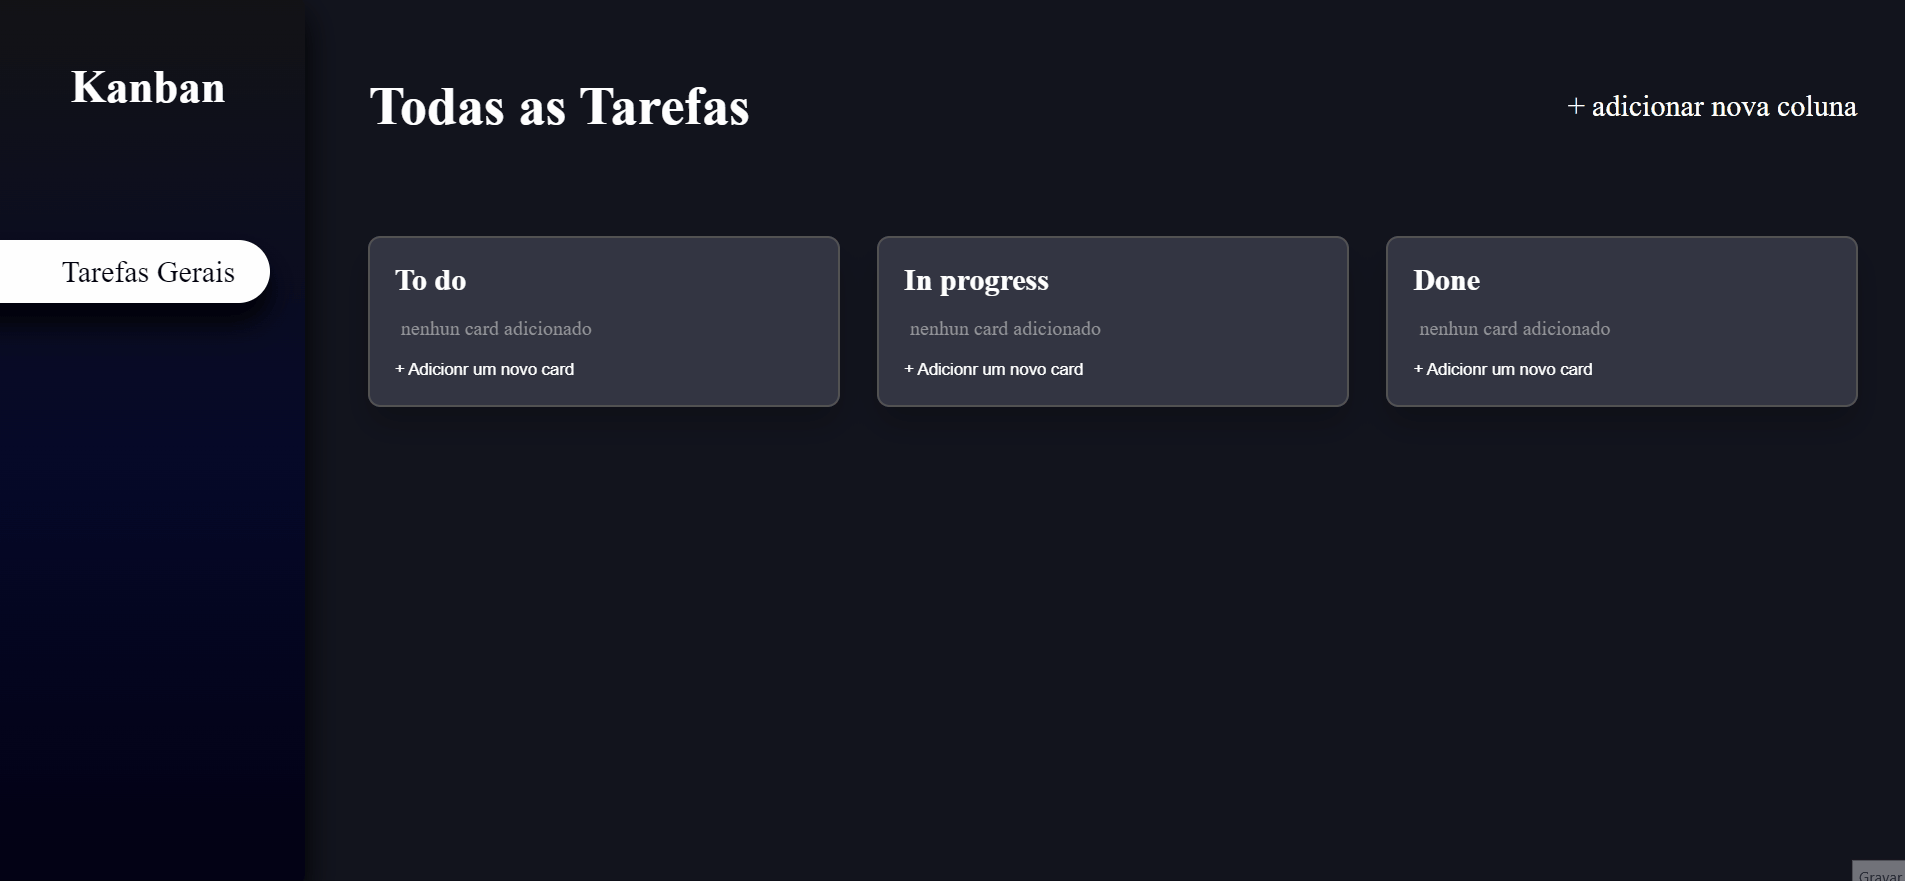 Kanban
Todas as Tarefas
+ adicionar nova coluna
Tarefas Gerais
To do
nenhun card adicionado
+ Adicionr um novo card
In progress
nenhun card adicionado
+ Adicionr um novo card
Done
nenhun card adicionado
+ Adicionr um novo card
Gravar